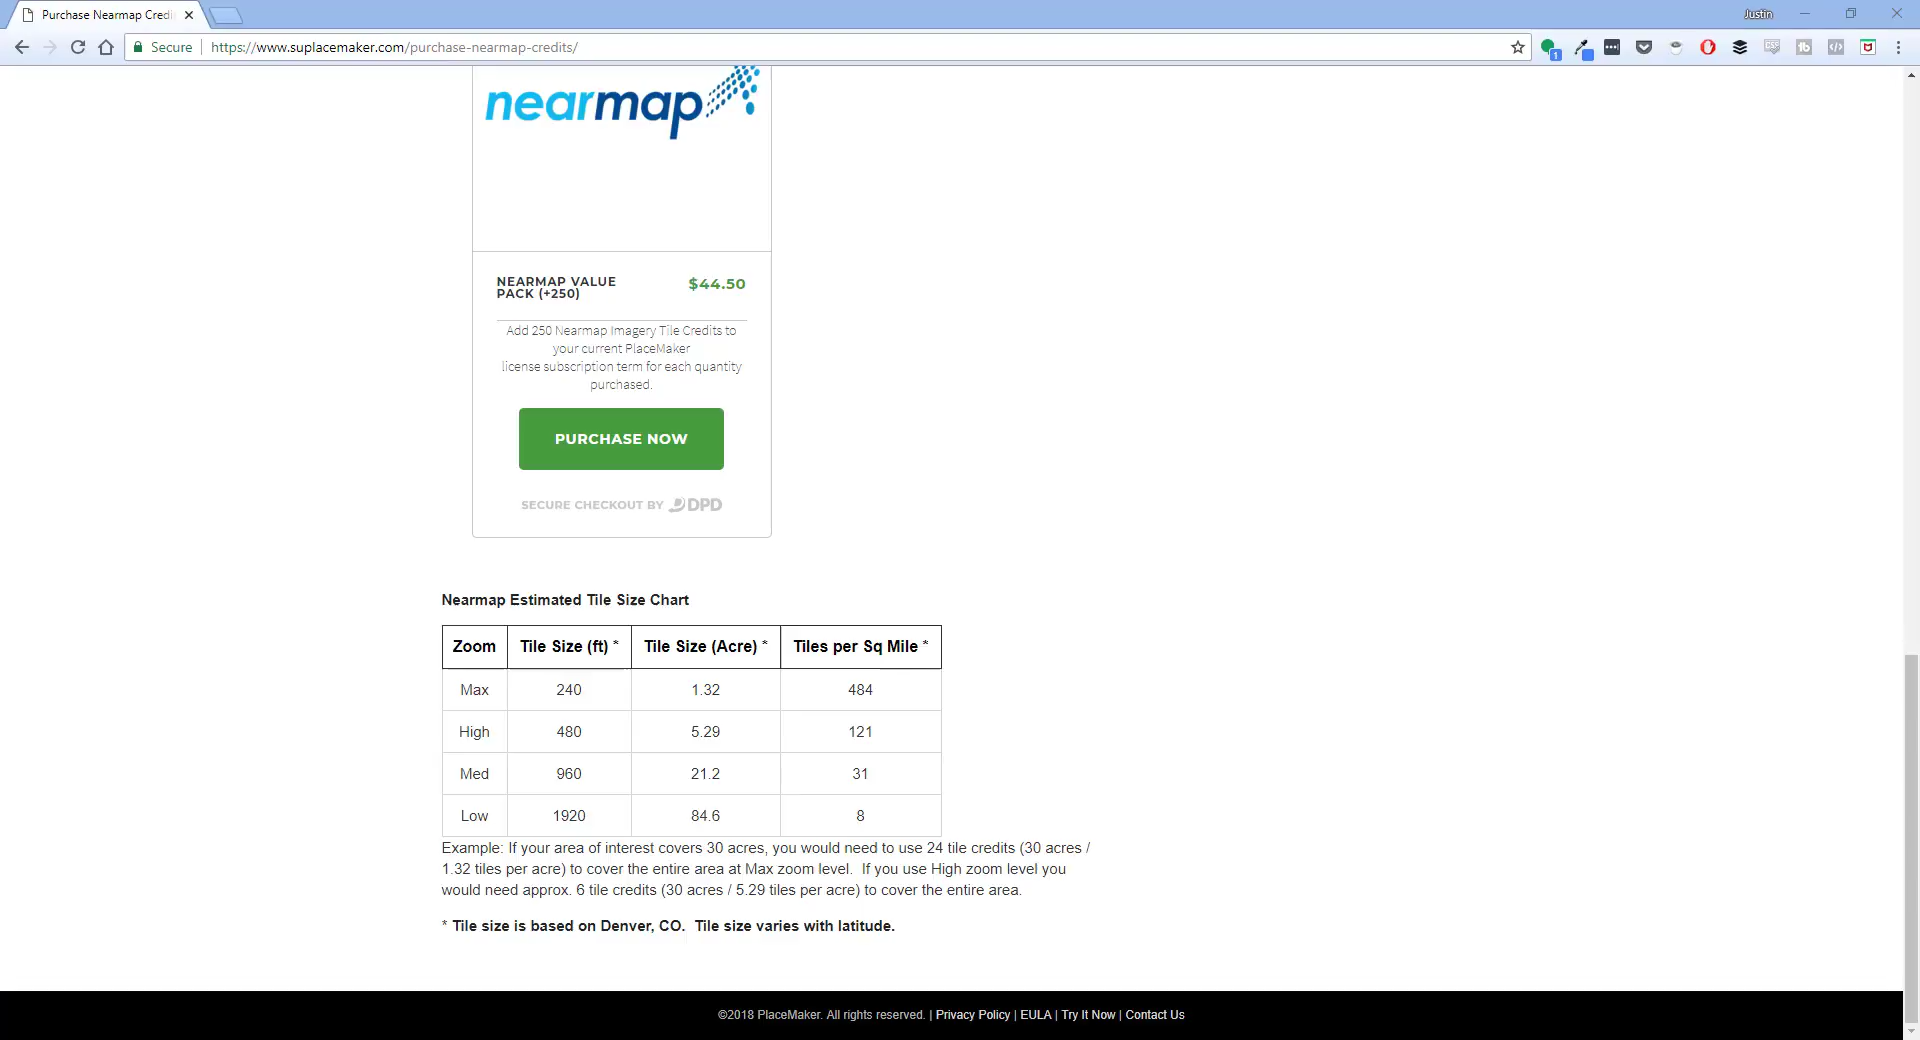 Purchase Nearmap Credi
Justin
Secure
https://www.suplacemaker.com/purchase-nearmap-credits/
1
nearmap
NEARMAP VALUE
PACK (+250)
$44.50
Add 250 Nearmap Imagery Tile Credits to
your current PlaceMaker
license subscription term for each quantity
purchased.
PURCHASE NOW
SECURE CHECKOUT BY DPD
Nearmap Estimated Tile Size Chart
Zoom Tile Size (ft) * Tile Size (Acre) * Tiles per Sq Mile *
Max 240 1.32 484
High 480 5.29 121
Med 960 21.2 31
Low 1920 84.6 8
Example: If your area of interest covers 30 acres, you would need to use 24 tile credits (30 acres /
1.32 tiles per acre) to cover the entire area at Max zoom level.  If you use High zoom level you
would need approx. 6 tile credits (30 acres / 5.29 tiles per acre) to cover the entire area.
* Tile size is based on Denver, CO.  Tile size varies with latitude.
©2018 PlaceMaker. All rights reserved. | Privacy Policy | EULA | Try It Now | Contact Us